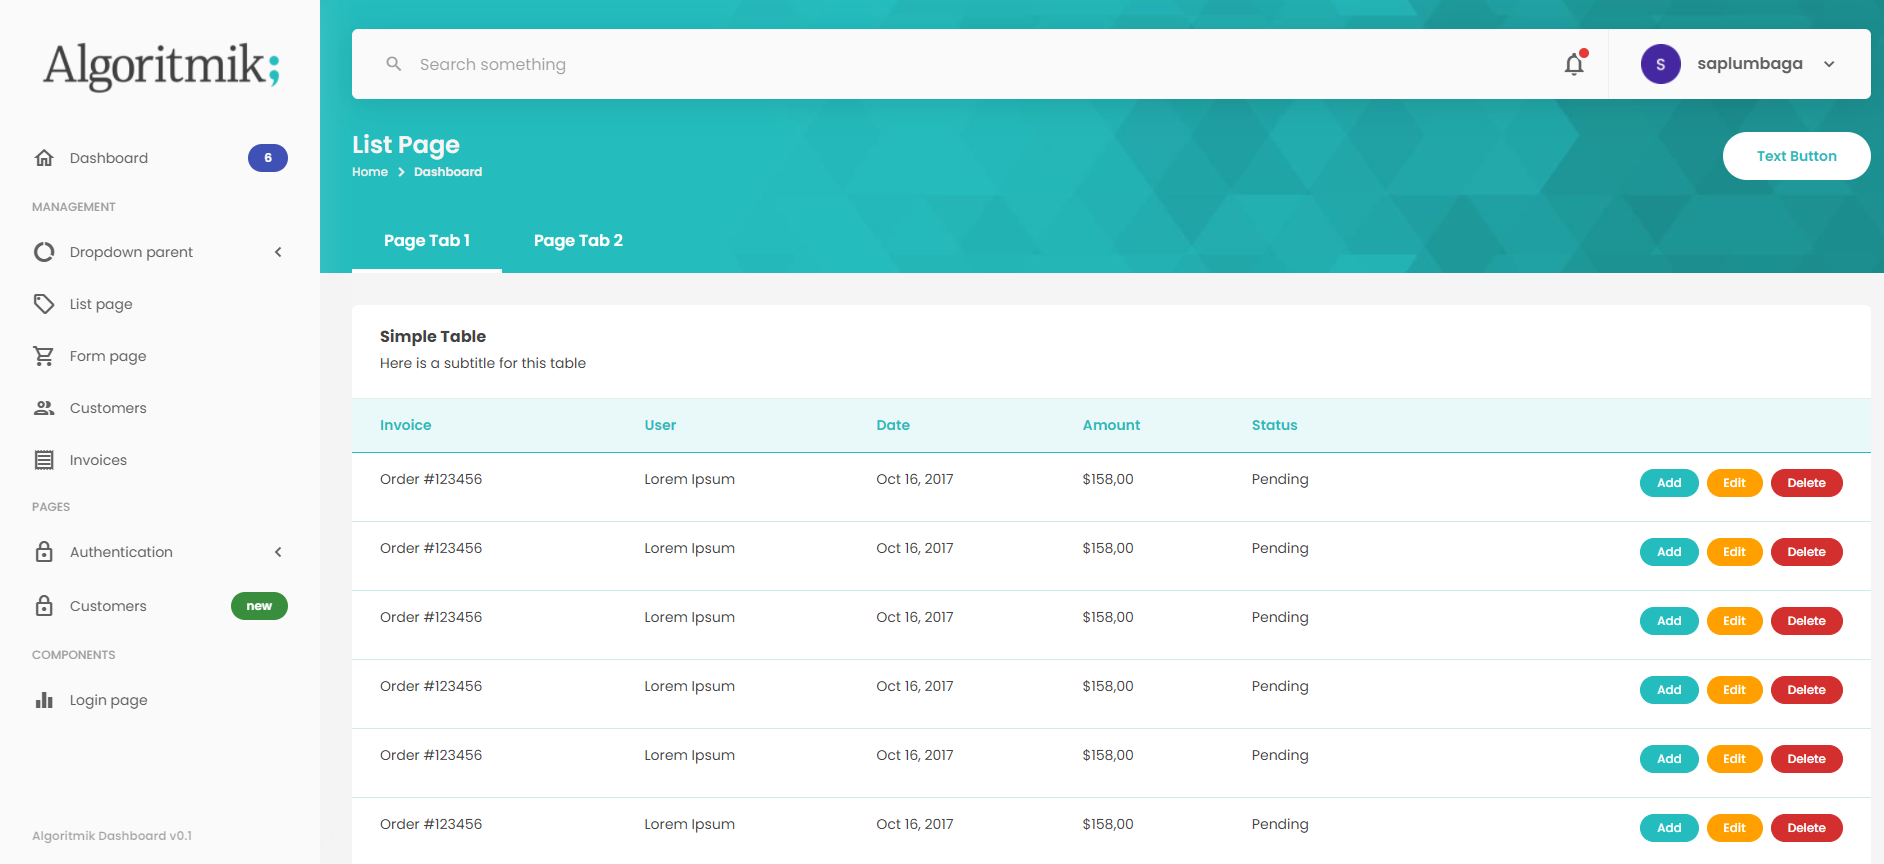 Algoritmik;
Dashboard 6
MANAGEMENT
Dropdown parent
List page
Form page
Customers
Invoices
PAGES
Authentication
Customers new
COMPONENTS
Login page
Algoritmik Dashboard v0.1
Search something
S saplumbaga
List Page
Home Dashboard
Text Button
Page Tab 1 Page Tab 2
Simple Table
Here is a subtitle for this table
Invoice User Date Amount Status
Order #123456 Lorem Ipsum Oct 16, 2017 $158,00 Pending Add Edit Delete
Order #123456 Lorem Ipsum Oct 16, 2017 $158,00 Pending Add Edit Delete
Order #123456 Lorem Ipsum Oct 16, 2017 $158,00 Pending Add Edit Delete
Order #123456 Lorem Ipsum Oct 16, 2017 $158,00 Pending Add Edit Delete
Order #123456 Lorem Ipsum Oct 16, 2017 $158,00 Pending Add Edit Delete
Order #123456 Lorem Ipsum Oct 16, 2017 $158,00 Pending Add Edit Delete